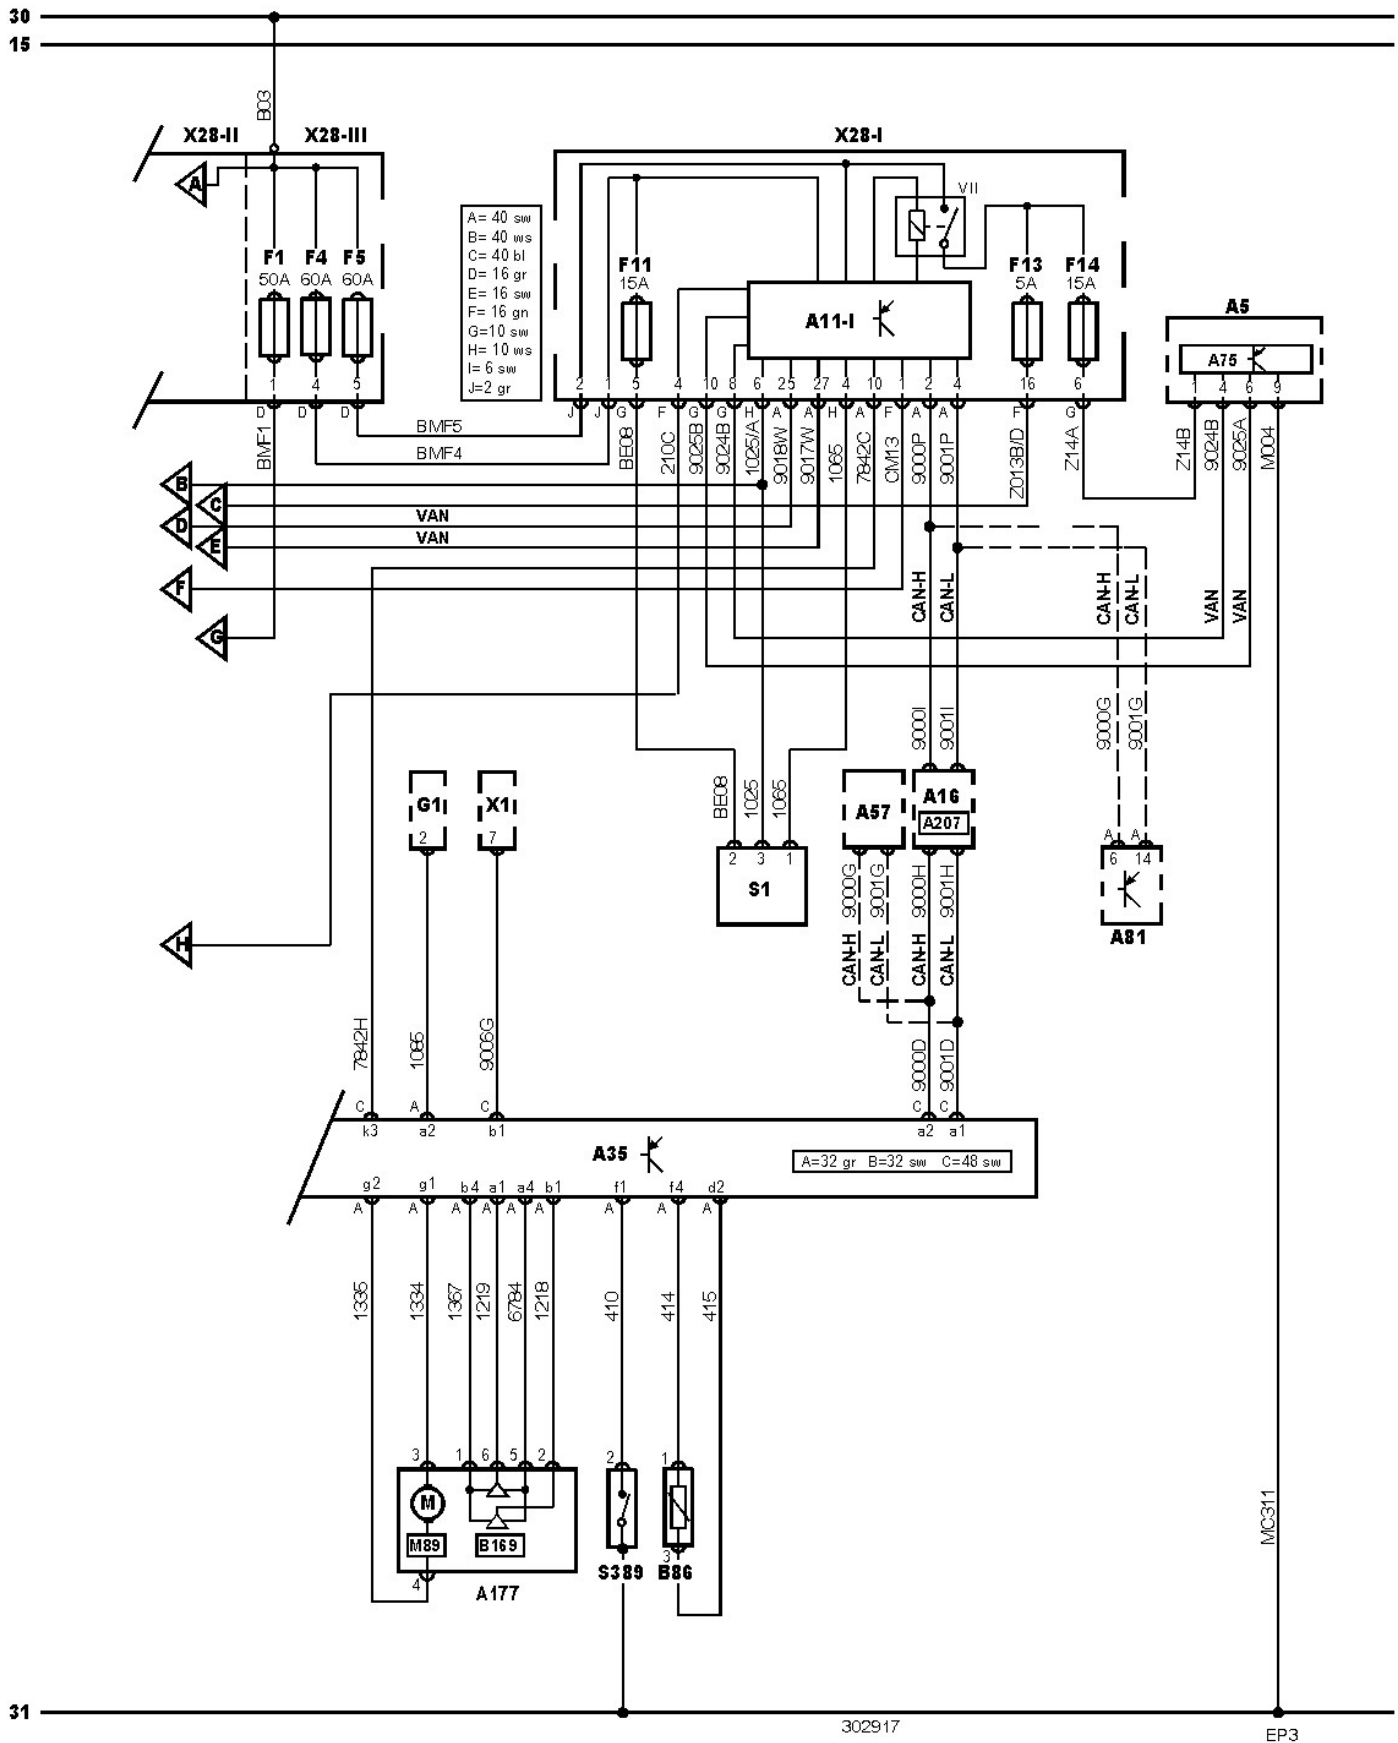 30
15
B03
X28-II X28-III X28-I
A
VII
A= 40 sw
B= 40 ws
C= 40 bl
D= 16 gr
E= 16 sw
F= 16 gn
G=10 sw
H= 10 ws
I= 6 sw
J=2 gr
F1 F4 F5 F11 F13 F14
50A 60A 60A 15A 5A 15A
A11-I
A5
A75
1 4 5 2 1 5 4 10 8 6 25 27 4 10 1 2 4 16 6 1 4 6 9
D D D J J G F G G H A A H A F A A F G
BMF1
BMF5
BMF4
BE08 210C 9025B 9024B 1025/A 9018W 9017W 1065 7842C CM13 9000P 9001P Z013B/D Z14A Z14B 9024B 9025A M004
B
C
D
VAN
E
VAN
F
G
CAN-H CAN-L CAN-H CAN-L VAN VAN
9000I 9001I 9000G 9001G
G1 X1
2 7
BE08 1025 1065
A57 A16
A207
2 3 1
S1
A A
6 14
A81
9000G 9001G 9000H 9001H
CAN-H CAN-L CAN-H CAN-L
H
7842H 1085 9006G 9000D 9001D
C A C C C
k3 a2 b1 a2 a1
A35
A=32 gr B=32 sw C=48 sw
g2 g1 b4 a1 a4 b1 f1 f4 d2
A A A A A A A A A
1335 1334 1367 1219 6784 1218 410 414 415
3 1 6 5 2 2 1
M
M89 B169
4
A177
S389
3
B86
MC311
31
302917
EP3